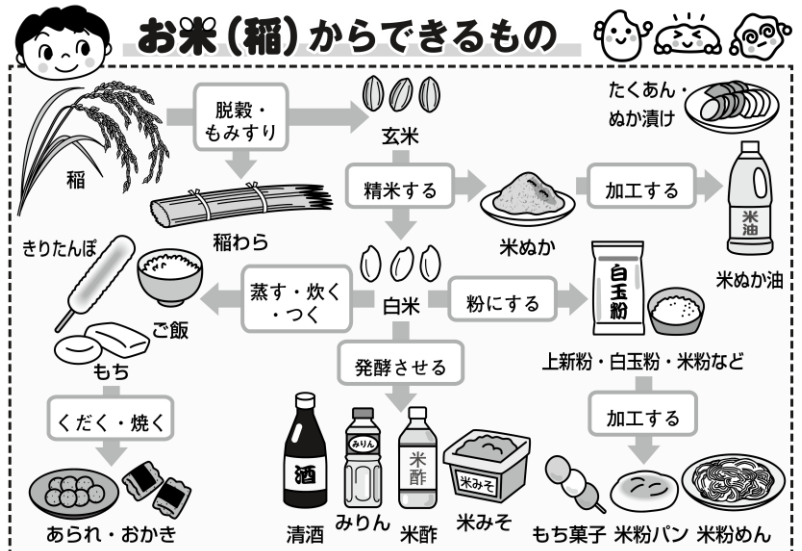 お米（稲）からできるもの
脱穀・
もみすり
玄米
たくあん・
ぬか漬け
稲
精米する
加工する
米油
稲わら
米ぬか
米ぬか油
きりたんぽ
ご飯
もち
蒸す・炊く
・つく
白米
粉にする
白玉粉
上新粉・白玉粉・米粉など
発酵させる
くだく・焼く
加工する
酒
みりん
米酢
米みそ
あられ・おかき
清酒
みりん
米酢
米みそ
もち菓子
米粉パン
米粉めん